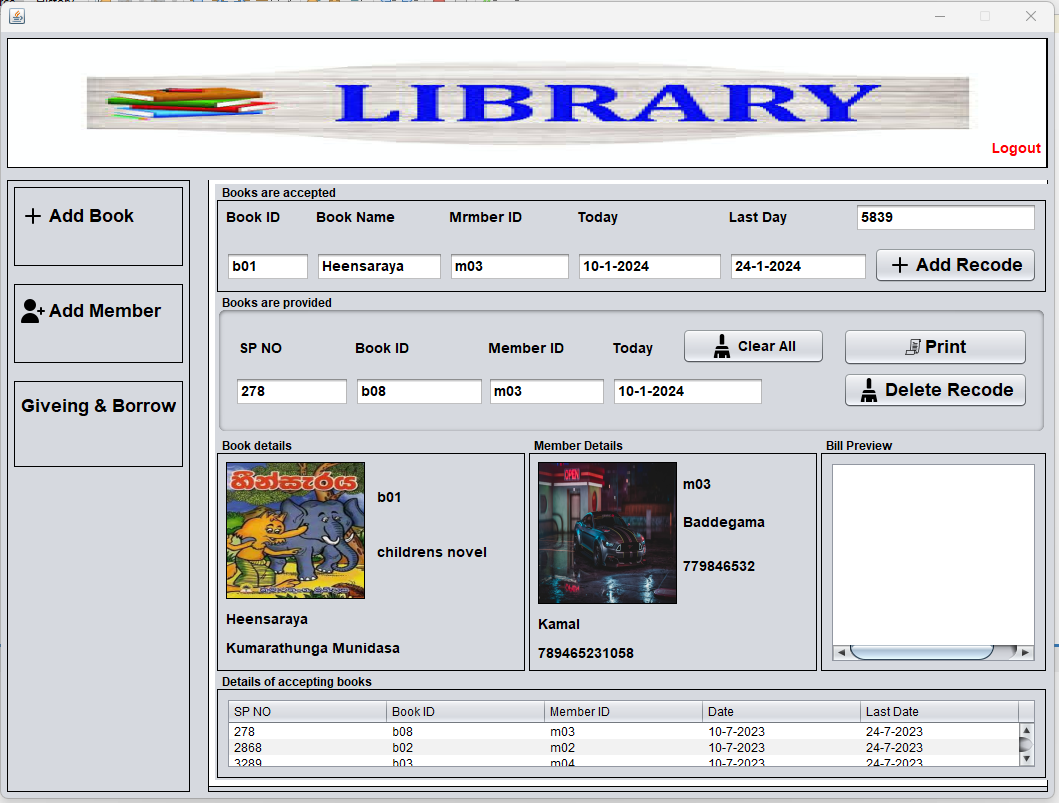 LIBRARY
Logout
Add Book
Add Member
Giveing & Borrow
Books are accepted
Book ID Book Name Mrmber ID Today Last Day 5839
b01 Heensaraya m03 10-1-2024 24-1-2024 Add Recode
Books are provided
SP NO Book ID Member ID Today Clear All Print
278 b08 m03 10-1-2024 Delete Recode
Book details
හීන්සැරය
b01
childrens novel
Heensaraya
Kumarathunga Munidasa
Member Details
OPEN
m03
Baddegama
779846532
Kamal
789465231058
Bill Preview
Details of accepting books
SP NO Book ID Member ID Date Last Date
278 b08 m03 10-7-2023 24-7-2023
2868 b02 m02 10-7-2023 24-7-2023
3289 b03 m04 10-7-2023 24-7-2023